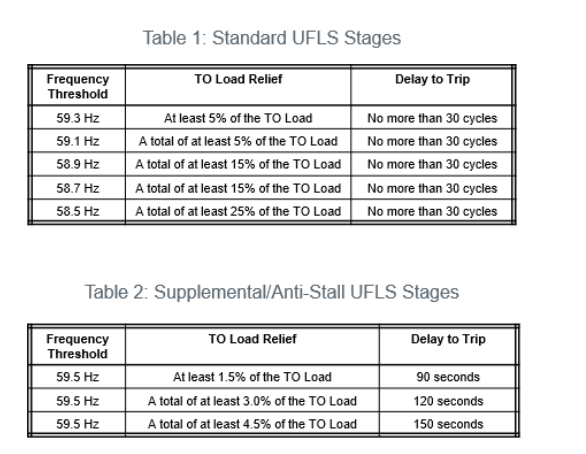 Table 1: Standard UFLS Stages
Frequency Threshold TO Load Relief Delay to Trip
59.3 Hz At least 5% of the TO Load No more than 30 cycles
59.1 Hz A total of at least 5% of the TO Load No more than 30 cycles
58.9 Hz A total of at least 15% of the TO Load No more than 30 cycles
58.7 Hz A total of at least 15% of the TO Load No more than 30 cycles
58.5 Hz A total of at least 25% of the TO Load No more than 30 cycles
Table 2: Supplemental/Anti-Stall UFLS Stages
Frequency Threshold TO Load Relief Delay to Trip
59.5 Hz At least 1.5% of the TO Load 90 seconds
59.5 Hz A total of at least 3.0% of the TO Load 120 seconds
59.5 Hz A total of at least 4.5% of the TO Load 150 seconds